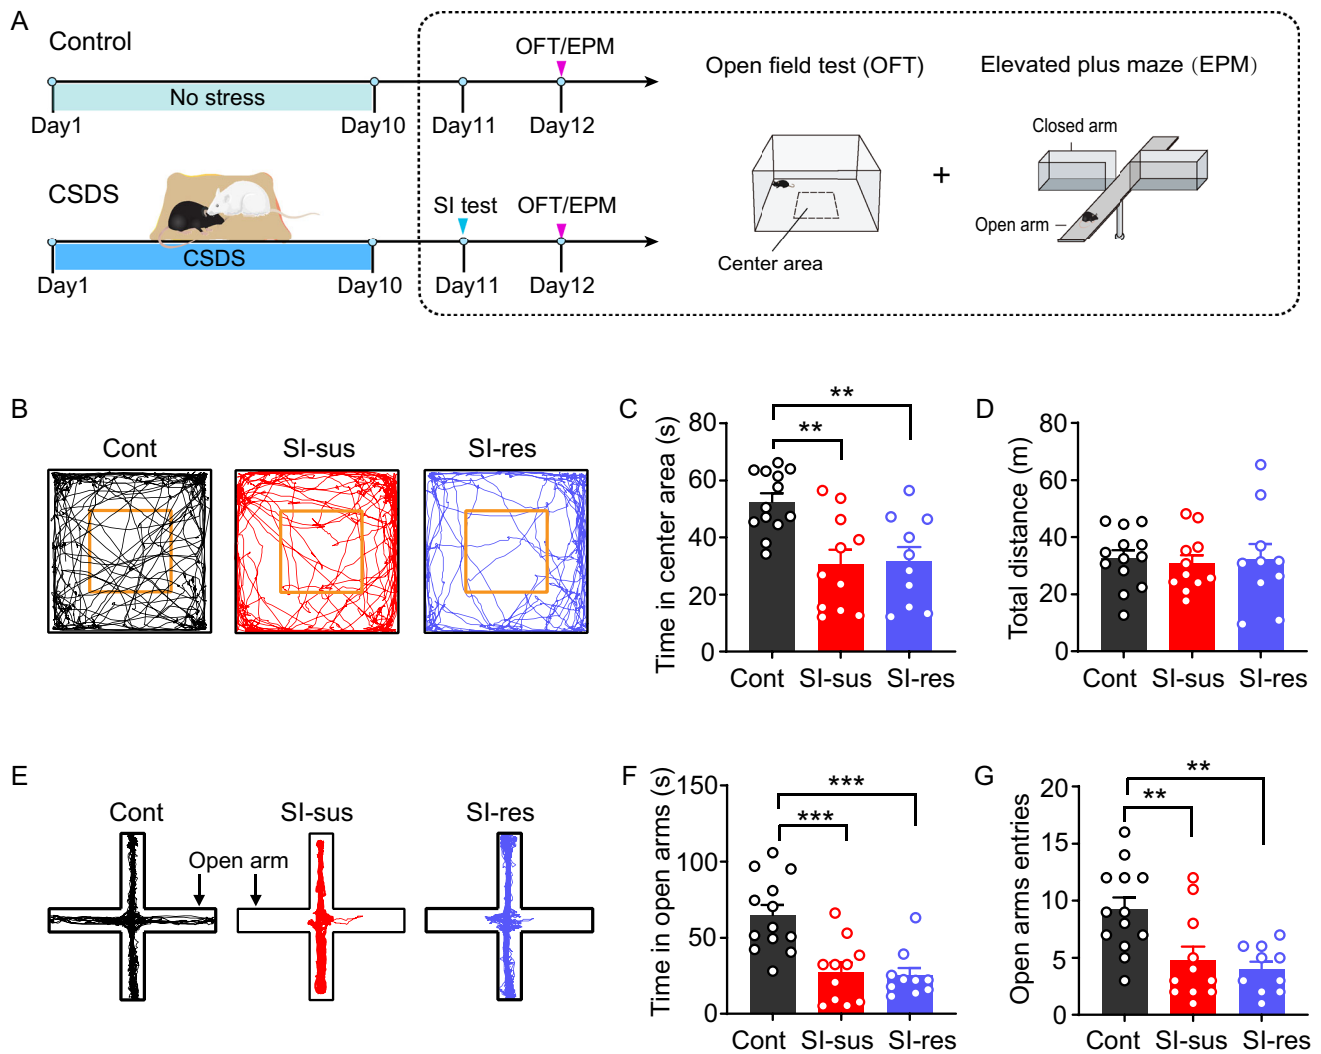 A
Control
OFT/EPM
No stress
Day1
Day10
Day11
Day12
CSDS
SI test
OFT/EPM
CSDS
Day1
Day10
Day11
Day12
Open field test (OFT)
Elevated plus maze (EPM)
Closed arm
+
Open arm
Center area
B
Cont
SI-sus
SI-res
C
Time in center area (s)
80
60
40
20
0
**
**
Cont
SI-sus
SI-res
D
Total distance (m)
80
60
40
20
0
Cont
SI-sus
SI-res
E
Cont
SI-sus
SI-res
Open arm
F
Time in open arms (s)
150
100
50
0
***
***
Cont
SI-sus
SI-res
G
Open arms entries
20
15
10
5
0
**
**
Cont
SI-sus
SI-res